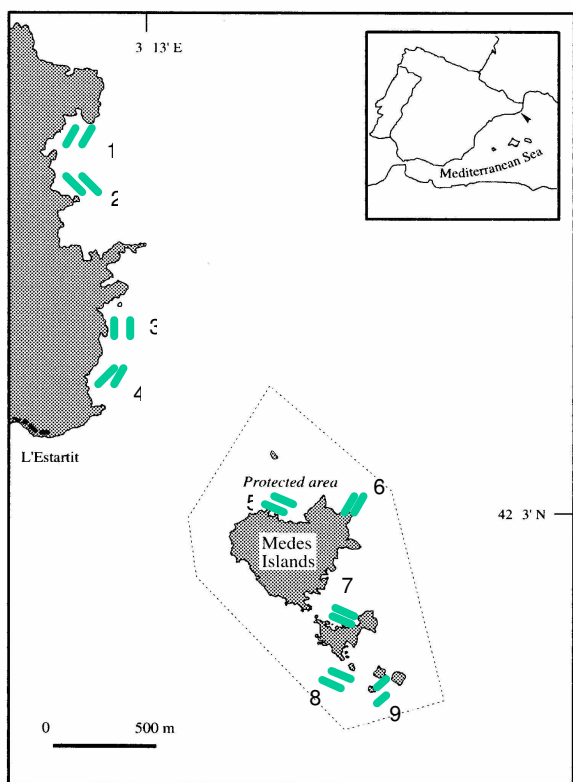 3 13' E
Mediterranean Sea
1
2
3
4
L'Estartit
Protected area
5
6
42 3' N
Medes
Islands
7
8
9
0 500 m